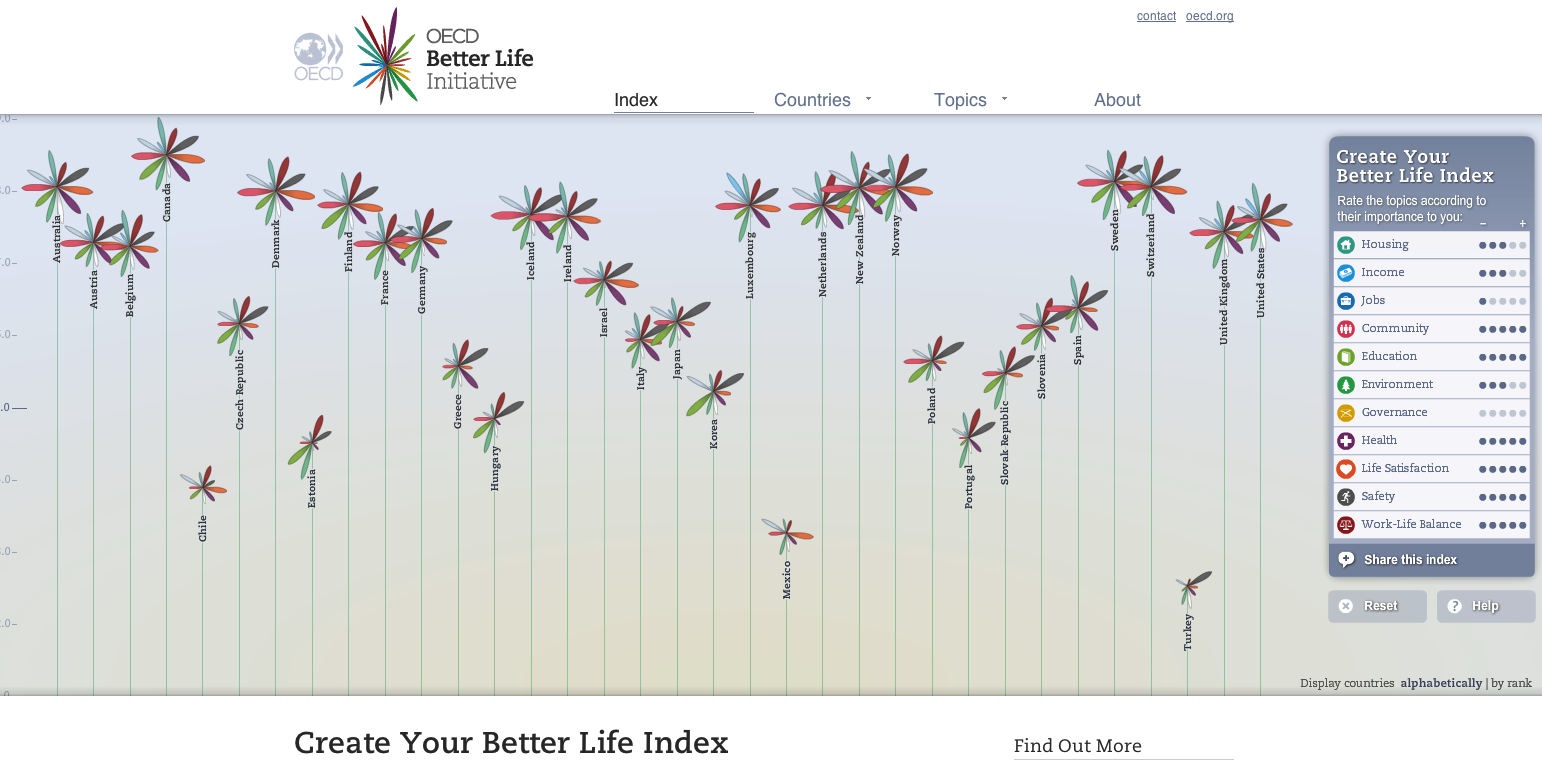 contact oecd.org
OECD
OECD
Better Life
Initiative
Index Countries Topics About
Create Your
Better Life Index
Rate the topics according to
their importance to you: – +
Housing
Income
Jobs
Community
Education
Environment
Governance
Health
Life Satisfaction
Safety
Work-Life Balance
Share this index
Reset Help
Australia
Austria
Belgium
Canada
Chile
Czech Republic
Denmark
Estonia
Finland
France
Germany
Greece
Hungary
Iceland
Ireland
Israel
Italy
Japan
Korea
Luxembourg
Mexico
Netherlands
New Zealand
Norway
Poland
Portugal
Slovak Republic
Slovenia
Spain
Sweden
Switzerland
Turkey
United Kingdom
United States
Display countries alphabetically | by rank
Create Your Better Life Index
Find Out More